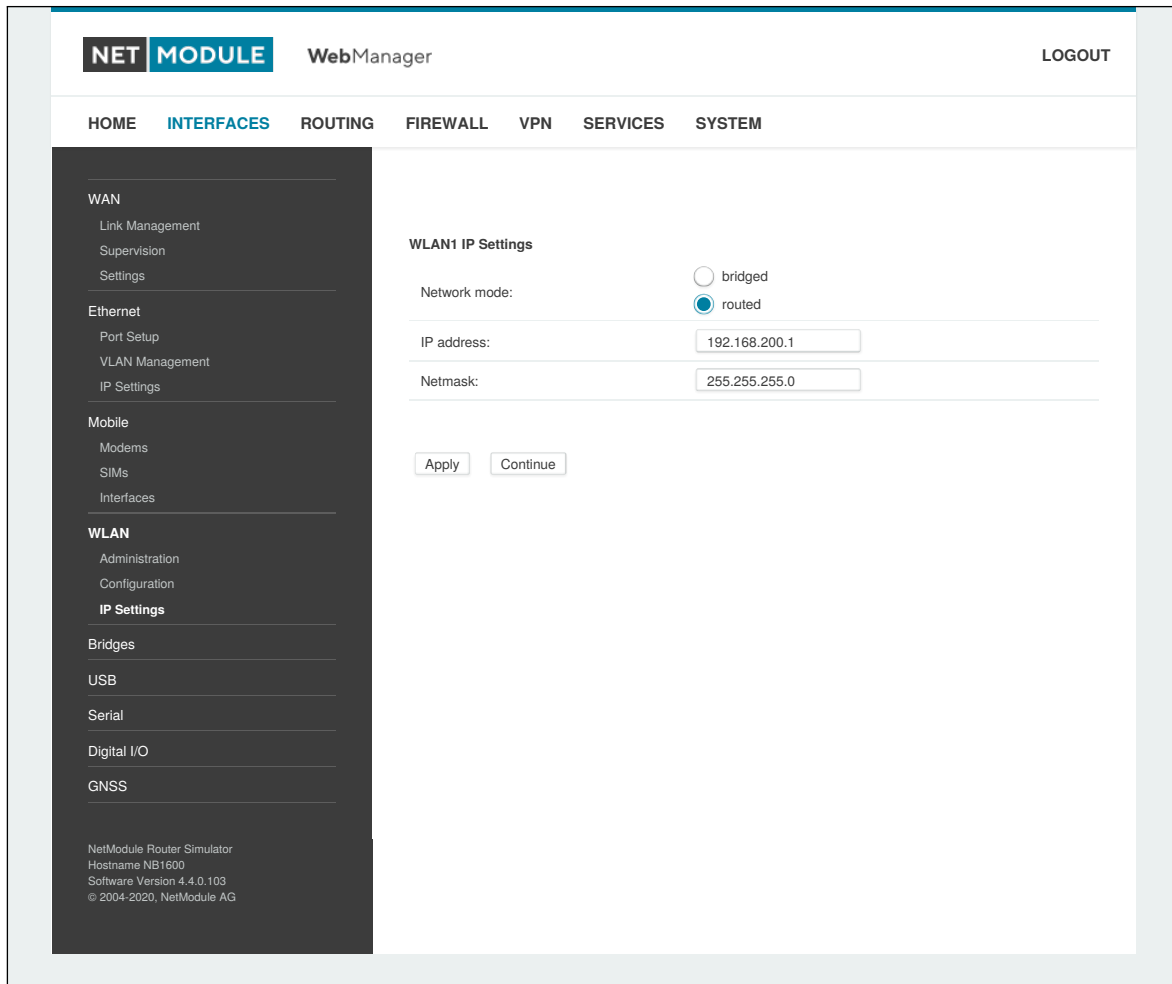 NET MODULE WebManager LOGOUT
HOME INTERFACES ROUTING FIREWALL VPN SERVICES SYSTEM
WAN
Link Management
Supervision
Settings
Ethernet
Port Setup
VLAN Management
IP Settings
Mobile
Modems
SIMs
Interfaces
WLAN
Administration
Configuration
IP Settings
Bridges
USB
Serial
Digital I/O
GNSS
NetModule Router Simulator
Hostname NB1600
Software Version 4.4.0.103
© 2004-2020, NetModule AG
WLAN1 IP Settings
Network mode:
bridged
routed
IP address: 192.168.200.1
Netmask: 255.255.255.0
Apply Continue